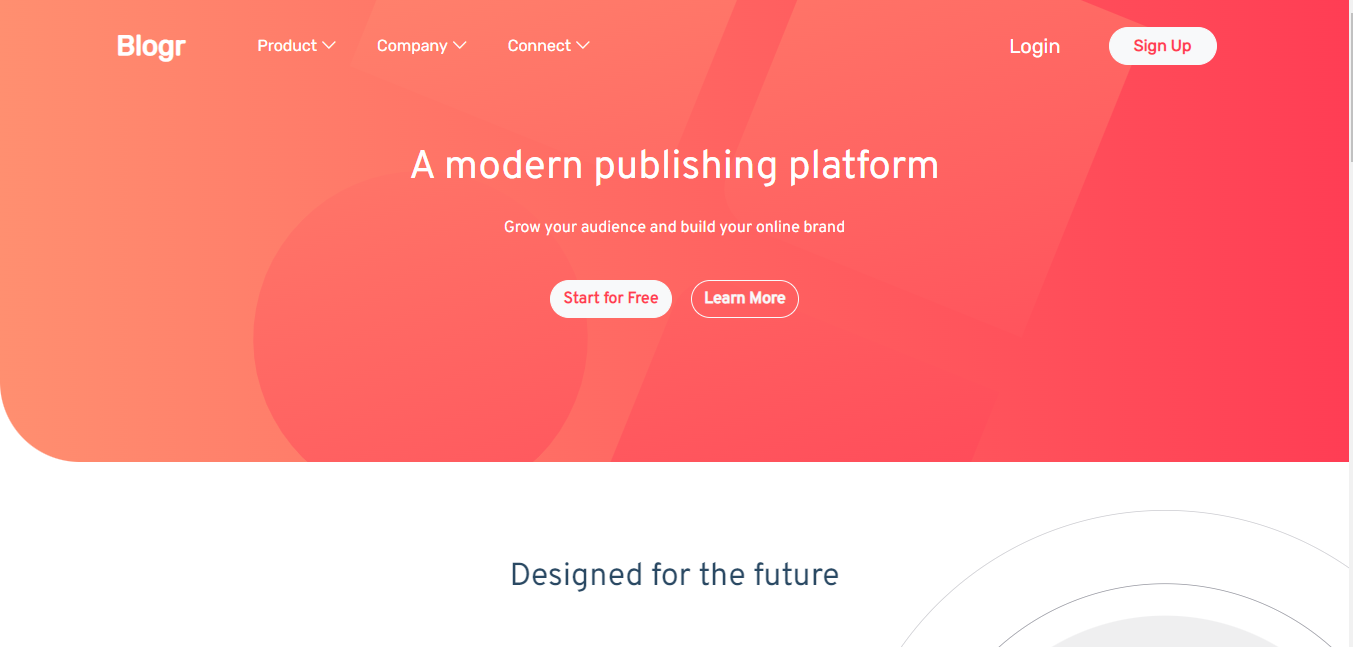 Blogr Product Company Connect Login Sign Up
A modern publishing platform
Grow your audience and build your online brand
Start for Free Learn More
Designed for the future